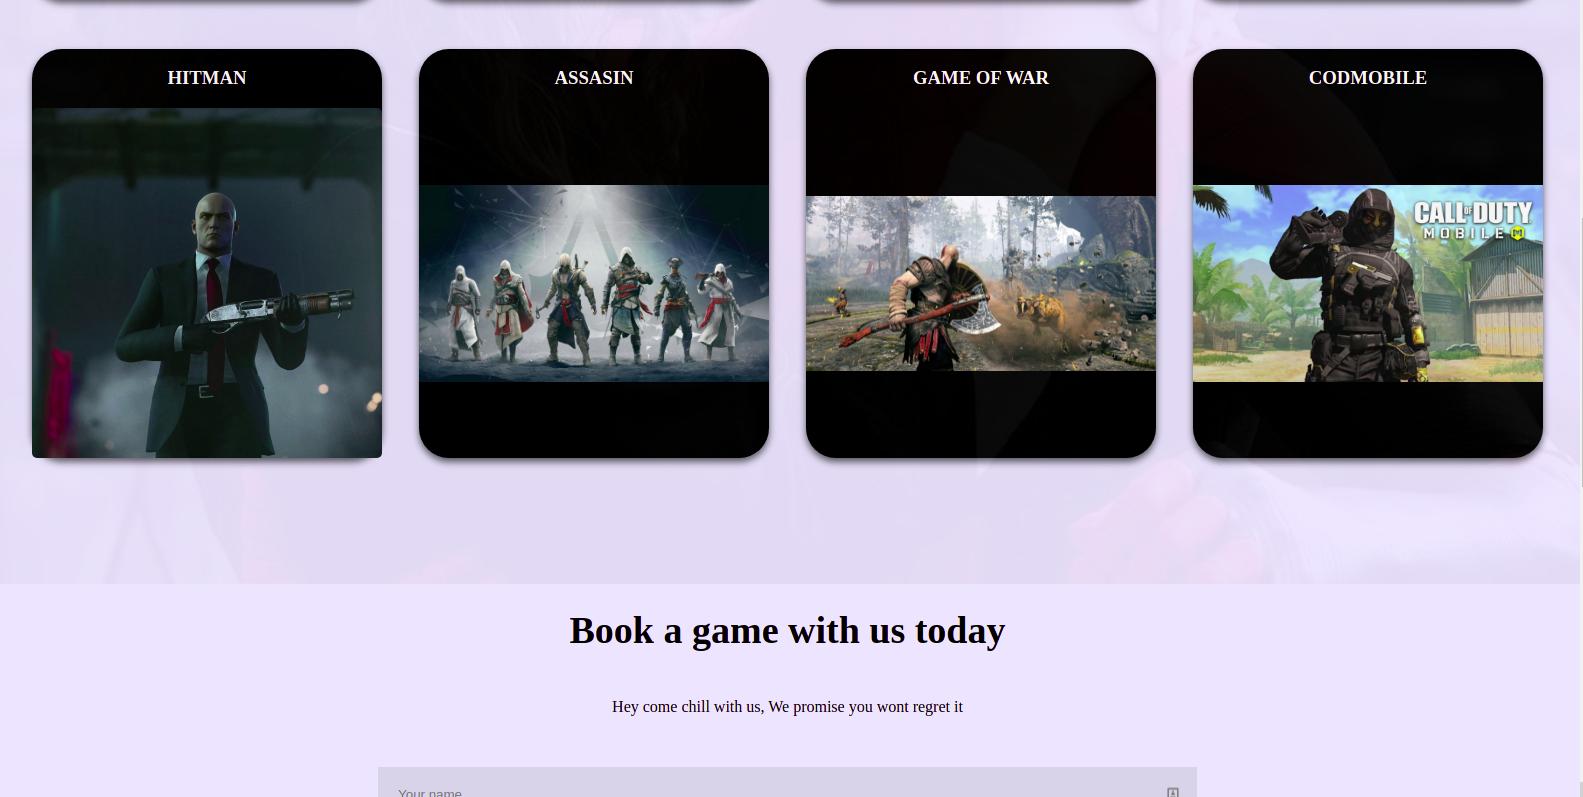 HITMAN
ASSASIN
GAME OF WAR
CODMOBILE
CALL OF DUTY
MOBILE
Book a game with us today
Hey come chill with us, We promise you wont regret it
Your name